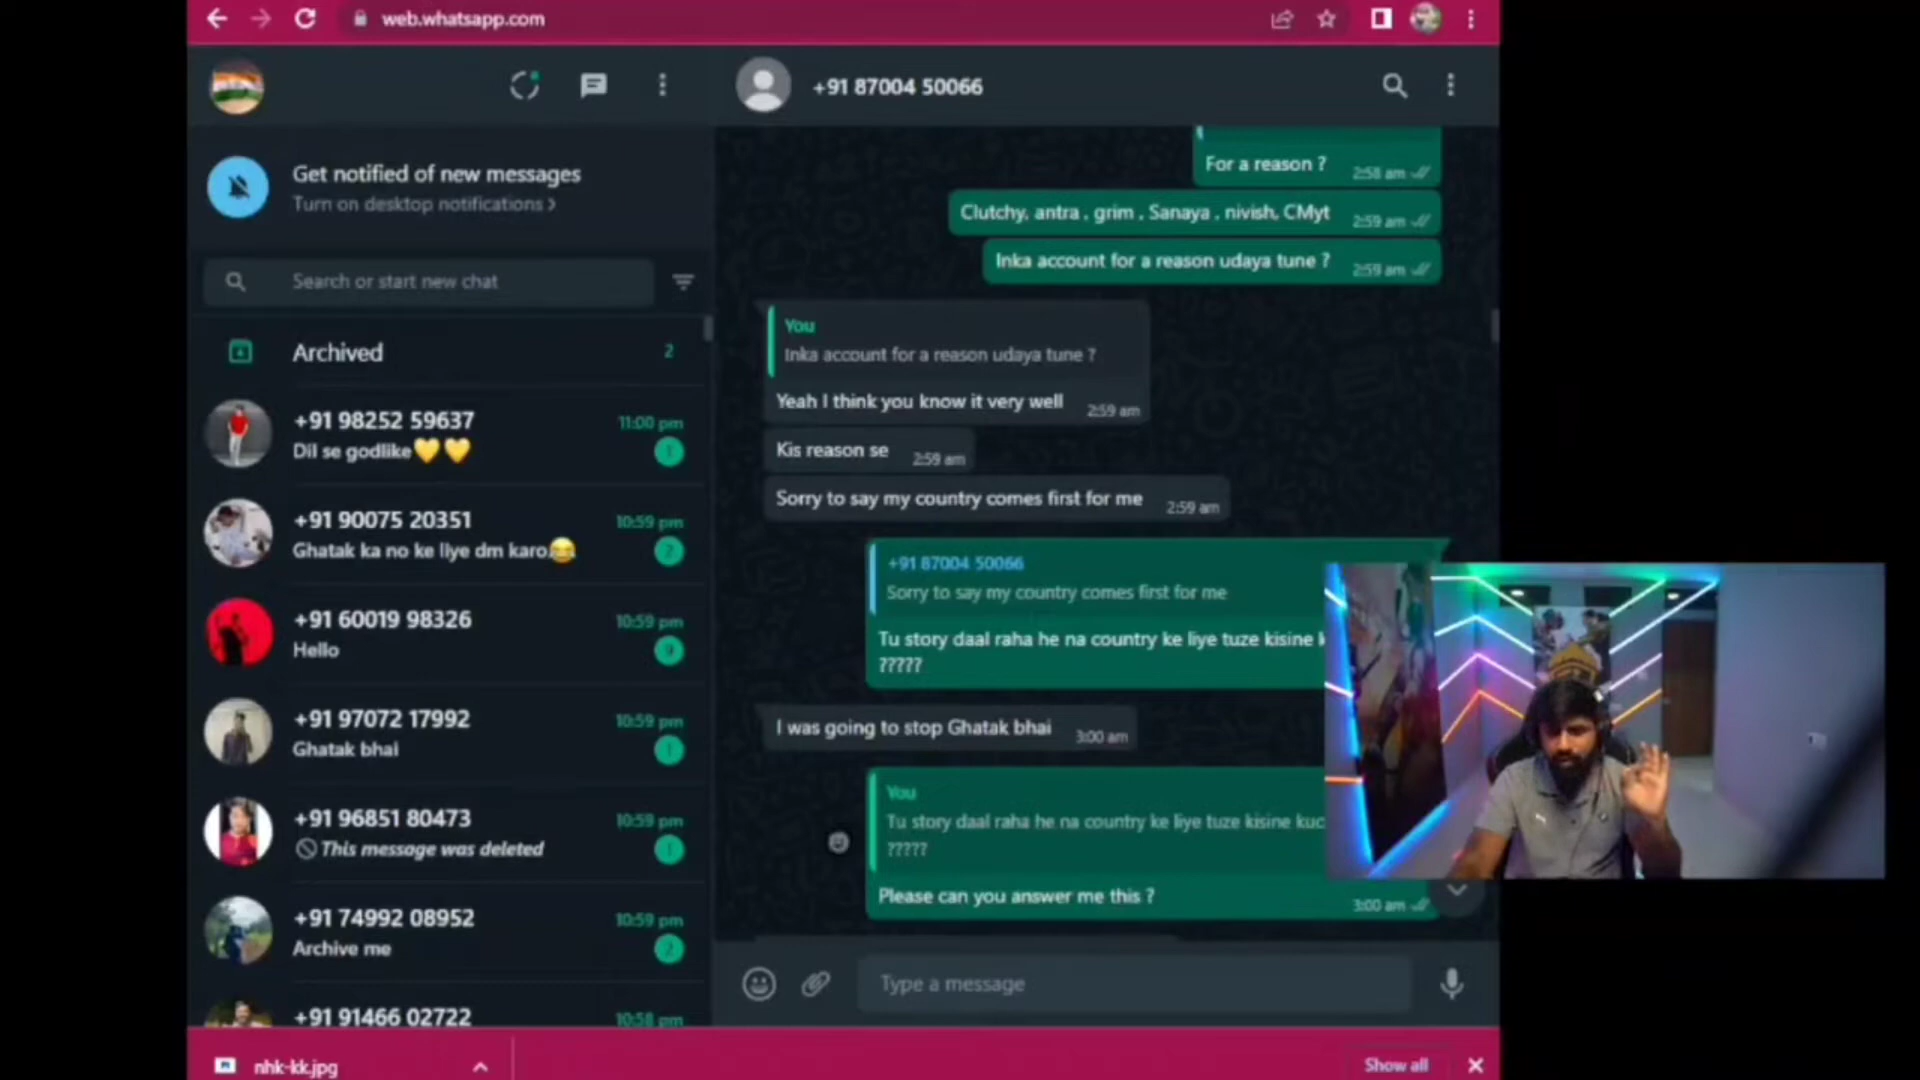 web.whatsapp.com
+91 87004 50066
Get notified of new messages
Turn on desktop notifications >
Search or start new chat
Archived
2
+91 98252 59637
11:00 pm
Dil se godlike💛💛
1
+91 90075 20351
10:59 pm
Ghatak ka no ke liye dm karo😂
+91 60019 98326
10:59 pm
Hello
9
+91 97072 17992
10:59 pm
Ghatak bhai
1
+91 96851 80473
10:59 pm
This message was deleted
1
+91 74992 08952
10:59 pm
Archive me
2
+91 91466 02722
10:58 pm
For a reason ?
2:58 am
Clutchy, antra , grim , Sanaya , nivish, CMyt
2:59 am
Inka account for a reason udaya tune ?
2:59 am
You
Inka account for a reason udaya tune ?
Yeah I think you know it very well
2:59 am
Kis reason se
2:59 am
Sorry to say my country comes first for me
2:59 am
+91 87004 50066
Sorry to say my country comes first for me
Tu story daal raha he na country ke liye tuze kisine
?????
I was going to stop Ghatak bhai
3:00 am
You
Tu story daal raha he na country ke liye tuze kisine kuc
?????
Please can you answer me this ?
3:00 am
Type a message
nhk-kk.jpg
Show all